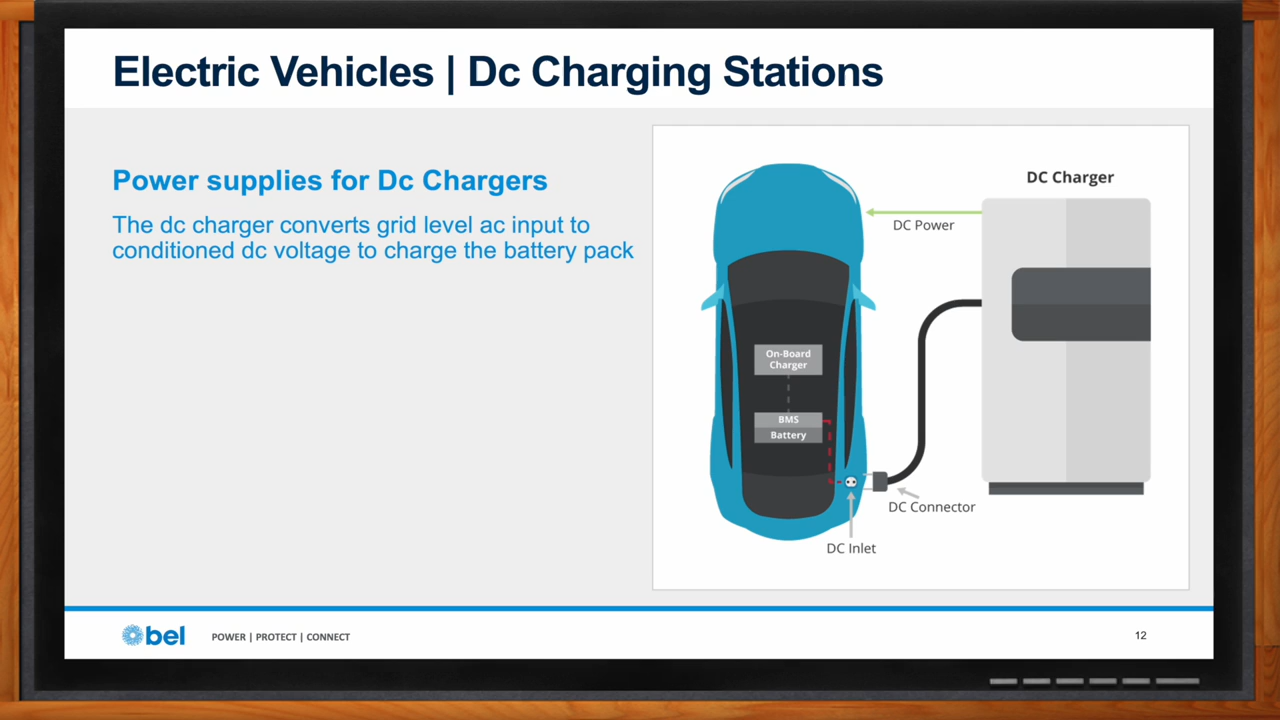 Electric Vehicles | Dc Charging Stations
Power supplies for Dc Chargers
The dc charger converts grid level ac input to
conditioned dc voltage to charge the battery pack
DC Charger
DC Power
On-Board
Charger
BMS
Battery
DC Connector
DC Inlet
bel
POWER | PROTECT | CONNECT
12